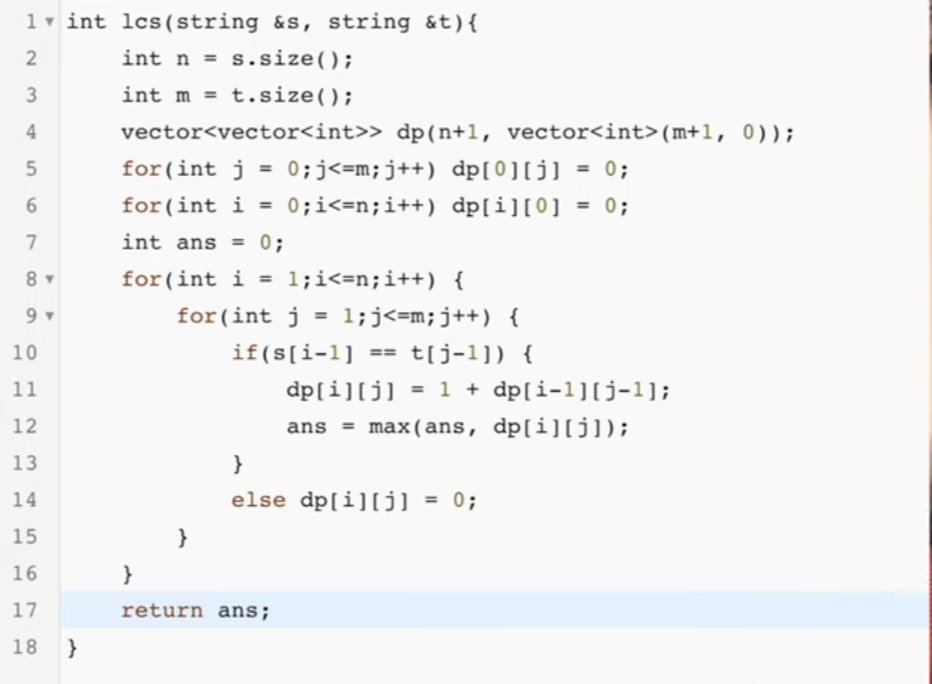 1 int lcs(string &s, string &t){
2     int n = s.size();
3     int m = t.size();
4     vector<vector<int>> dp(n+1, vector<int>(m+1, 0));
5     for(int j = 0;j<=m;j++) dp[0][j] = 0;
6     for(int i = 0;i<=n;i++) dp[i][0] = 0;
7     int ans = 0;
8     for(int i = 1;i<=n;i++) {
9         for(int j = 1;j<=m;j++) {
10             if(s[i-1] == t[j-1]) {
11                 dp[i][j] = 1 + dp[i-1][j-1];
12                 ans = max(ans, dp[i][j]);
13             }
14             else dp[i][j] = 0;
15         }
16     }
17     return ans;
18 }